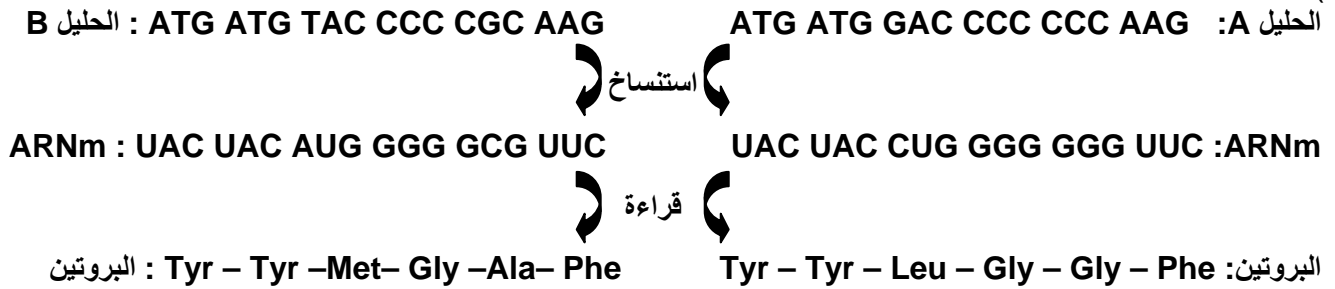 الحليل A: ATG ATG GAC CCC CCC AAG الحليل B : ATG ATG TAC CCC CGC AAG
استنساخ
ARNm: UAC UAC CUG GGG GGG UUC ARNm : UAC UAC AUG GGG GCG UUC
قراءة
البروتين: Tyr – Tyr – Leu – Gly – Gly – Phe البروتين : Tyr – Tyr –Met– Gly –Ala– Phe